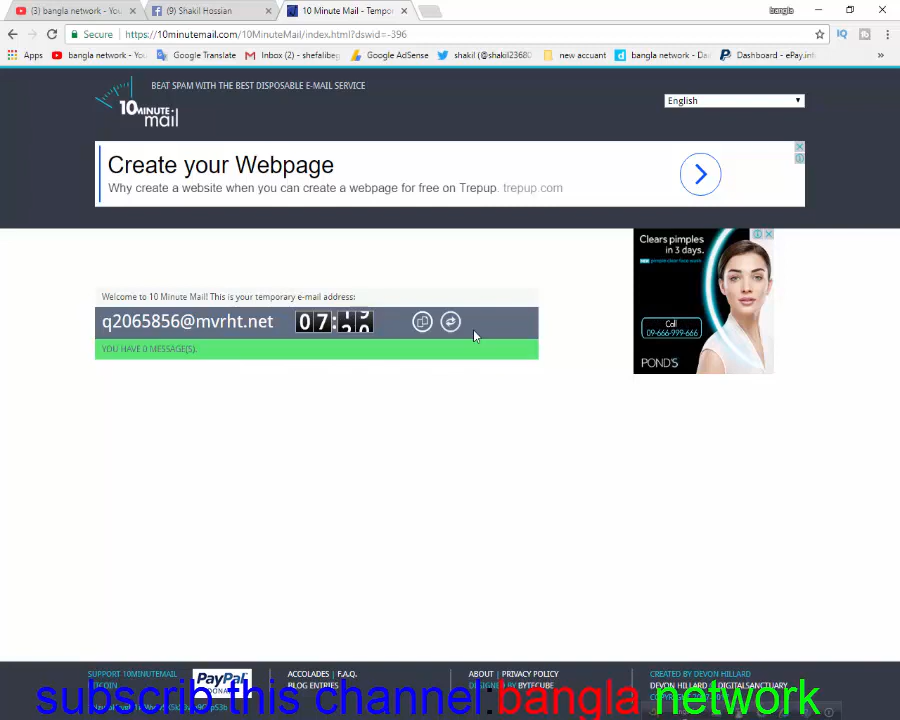 (3) bangla network - You
(9) Shakil Hossian
10 Minute Mail - Tempor
bangla
Secure
https://10minutemail.com/10MinuteMail/index.html?dswid=-396
Apps
bangla network - You
Google Translate
Inbox (2) - shefalibeg
Google AdSense
shakil (@shakil2368
new accuant
bangla network - Da
Dashboard - ePay.inf
BEAT SPAM WITH THE BEST DISPOSABLE E-MAIL SERVICE
10 MINUTE
mail
English
Create your Webpage
Why create a website when you can create a webpage for free on Trepup. trepup.com
Clears pimples
in 3 days.
Call
09-666-999-666
POND'S
Welcome to 10 Minute Mail! This is your temporary e-mail address:
q2065856@mvrht.net
07:
YOU HAVE 0 MESSAGE(S).
SUPPORT 10MINUTEMAIL
PayPal
ACCOLADES | F.A.Q.
BLOG ENTRIES
ABOUT | PRIVACY POLICY
DESIGNED BY BYTECUBE
CREATED BY DEVON HILLARD
DEVON HILLARD @ DIGITALSANCTUARY
subscrib this channel.bangla network